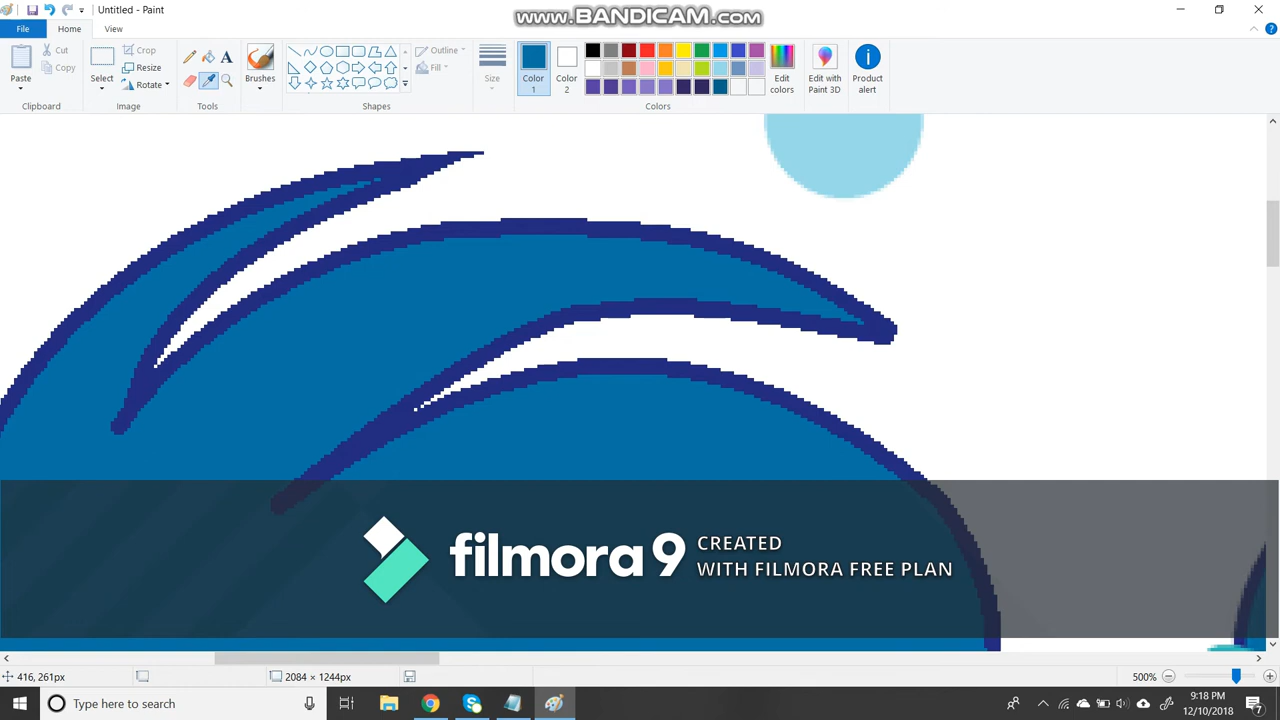 Untitled - Paint
www.BANDICAM.com
File
Home
View
Paste
Cut
Copy
Clipboard
Select
Crop
Resize
Rotate
Image
A
Tools
Brushes
Outline
Fill
Shapes
Size
Color
1
Color
2
Edit
colors
Colors
Edit with
Paint 3D
Product
alert
filmora9
CREATED
WITH FILMORA FREE PLAN
416, 261px
2084 × 1244px
500%
Type here to search
9:18 PM
12/10/2018
7